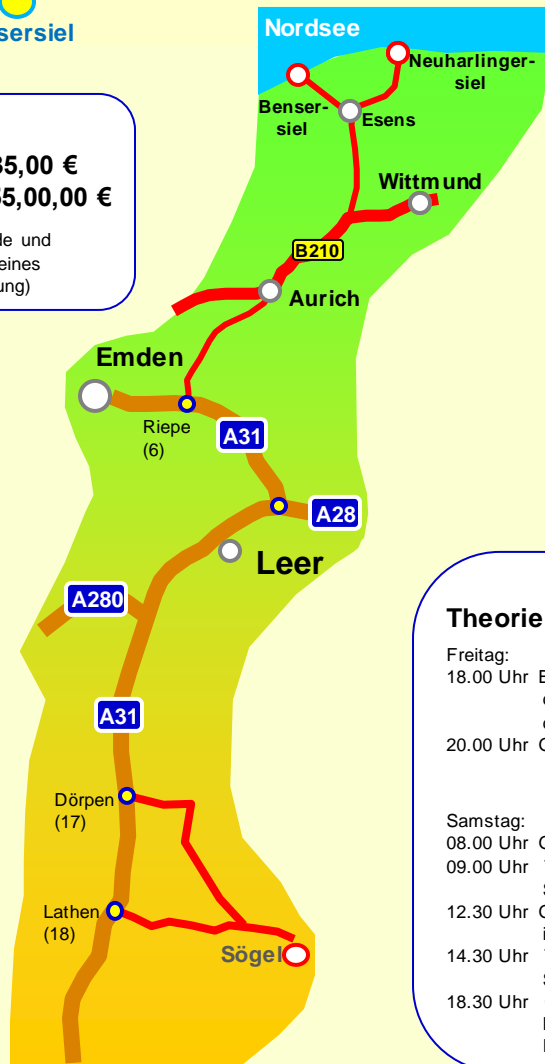 sersiel
Nordsee
Neuharlinger-
siel
Benser-
siel
Esens
35,00 €
55,00,00 €
de und
eines
ung)
Wittmund
B210
Aurich
Emden
Riepe
(6)
A31
A28
Leer
A280
A31
Dörpen
(17)
Lathen
(18)
Sögel
Theorie
Freitag:
18.00 Uhr
20.00 Uhr
Samstag:
08.00 Uhr
09.00 Uhr
12.30 Uhr
14.30 Uhr
18.30 Uhr